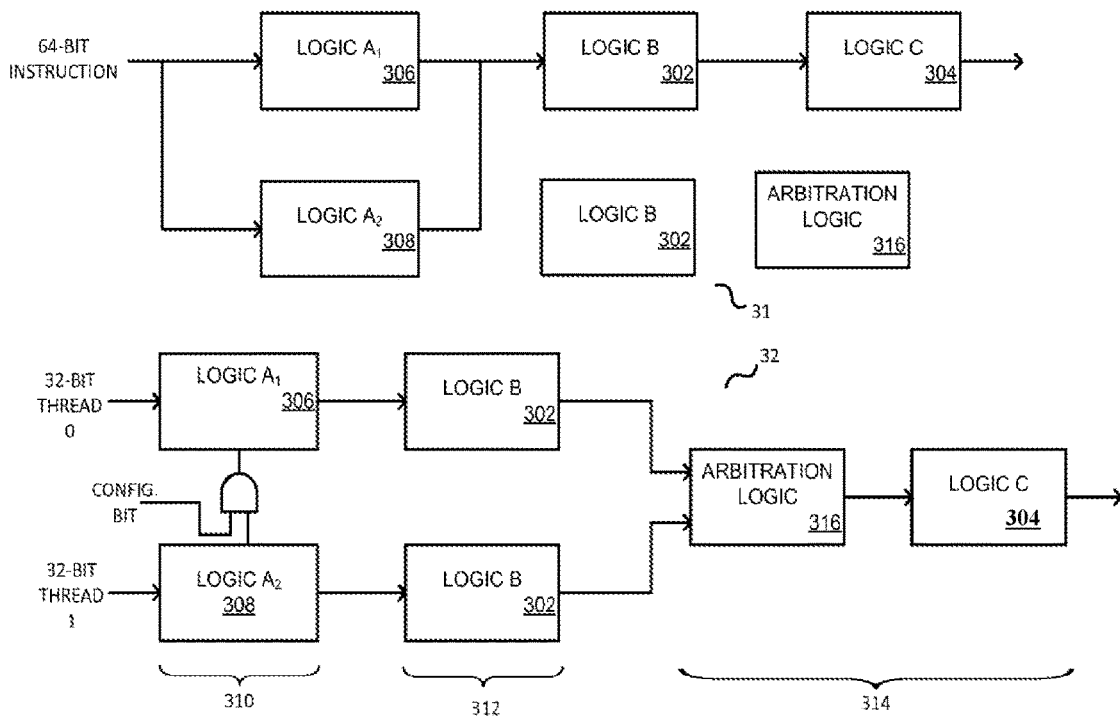 64-BIT
INSTRUCTION
LOGIC A₁
306
LOGIC B
302
LOGIC C
304
LOGIC A₂
308
LOGIC B
302
ARBITRATION
LOGIC
316
31
32
32-BIT
THREAD
0
LOGIC A₁
306
LOGIC B
302
CONFIG.
BIT
ARBITRATION
LOGIC
316
LOGIC C
304
32-BIT
THREAD
1
LOGIC A₂
308
LOGIC B
302
310
312
314